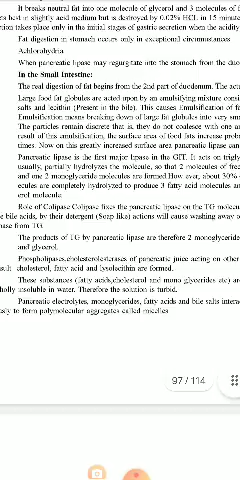 It breaks neutral fat into one molecule of glycerol and 3 molecules of f
rs best in slightly acid medium but is destroyed by 0.02% HCl. in 15 minute
tion takes place only in the initial stages of gastric secretion when the acidity
Fat digestion in stomach occurs only in exceptional circumstances
Achlorohydria.
When pancreatic lipase may regurgitate into the stomach from the duo
In the Small Intestine:
The real digestion of fat begins from the 2nd part of duodenum. The actu
Large food fat globules are acted upon by an emulsifying mixture consi
salts and lecithin (Present in the bile). This causes emulsification of f
Emulsification means breaking down of large fat globules into very sm
The particles remain discrete that is, they do not coalesce with one an
result of this emulsification, the surface area of food fats increase prob
times. Now on this greatly increased surface area pancreatic lipase can
Pancreatic lipase is the first major lipase in the GIT. It acts on trigly
usually, partially hydrolyzes the molecule, so that 2 molecules of free
and one 2 monoglyceride molecules are formed.How ever, about 30%
ecules are completely hydrolyzed to produce 3 fatty acid molecules an
erol molecule.
Role of Colipase Colipase fixes the pancreatic lipase on the TG molecu
e bile acids, by their detergent (Soap like) actions will cause washing away o
pase from TG.
The products of TG by pancreatic lipase are therefore 2 monoglyceride
and glycerol.
Phospholipases,cholesterolesterases of pancreatic juice acting on other
sult cholesterol, fatty acid and lysolecithin are formed.
These substances (fatty acids,cholesterol and mono glycerides etc) are
holly insoluble in water. Therefore the solution is turbid.
Pancreatic electrolytes, monoglycerides, fatty acids and bile salts intera
usly to form polymolecular aggregates called micelles
97 / 114